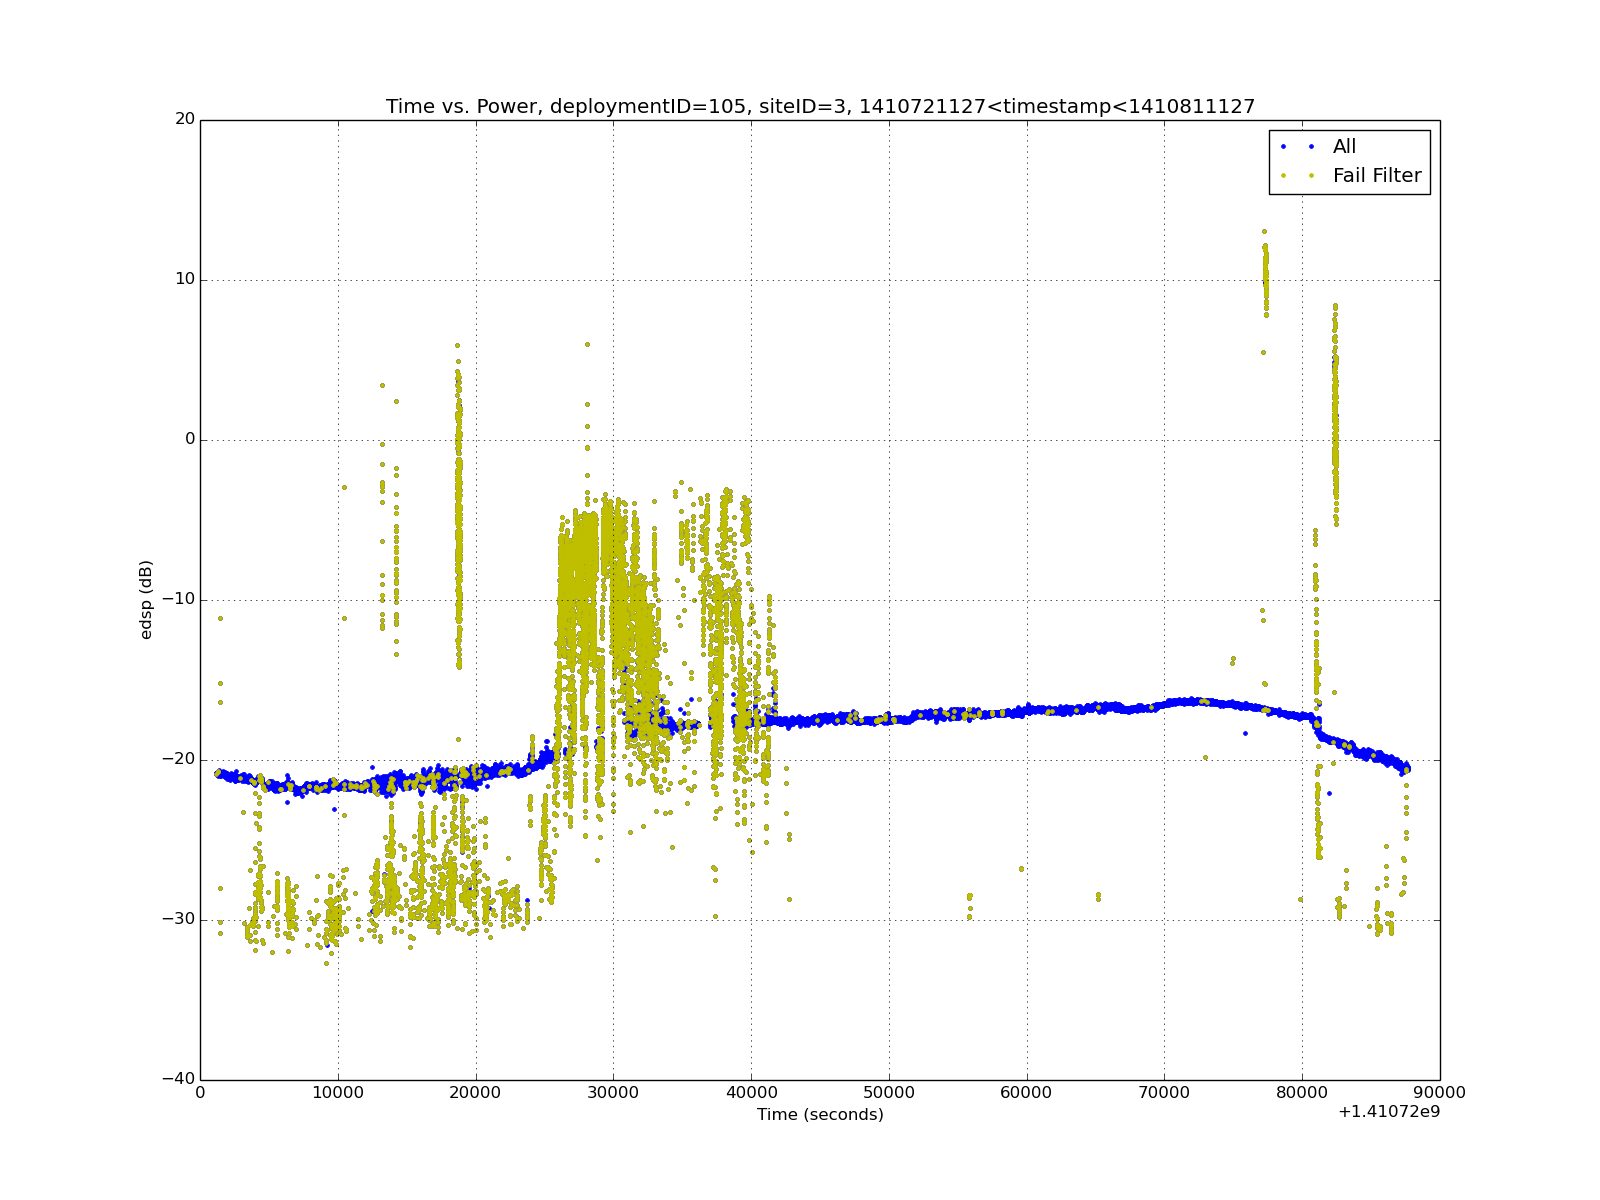 Time vs. Power, deploymentID=105, siteID=3, 1410721127<timestamp<1410811127
All
Fail Filter
20
10
0
−10
−20
−30
−40
edsp (dB)
0 10000 20000 30000 40000 50000 60000 70000 80000 90000
Time (seconds)
+1.41072e9